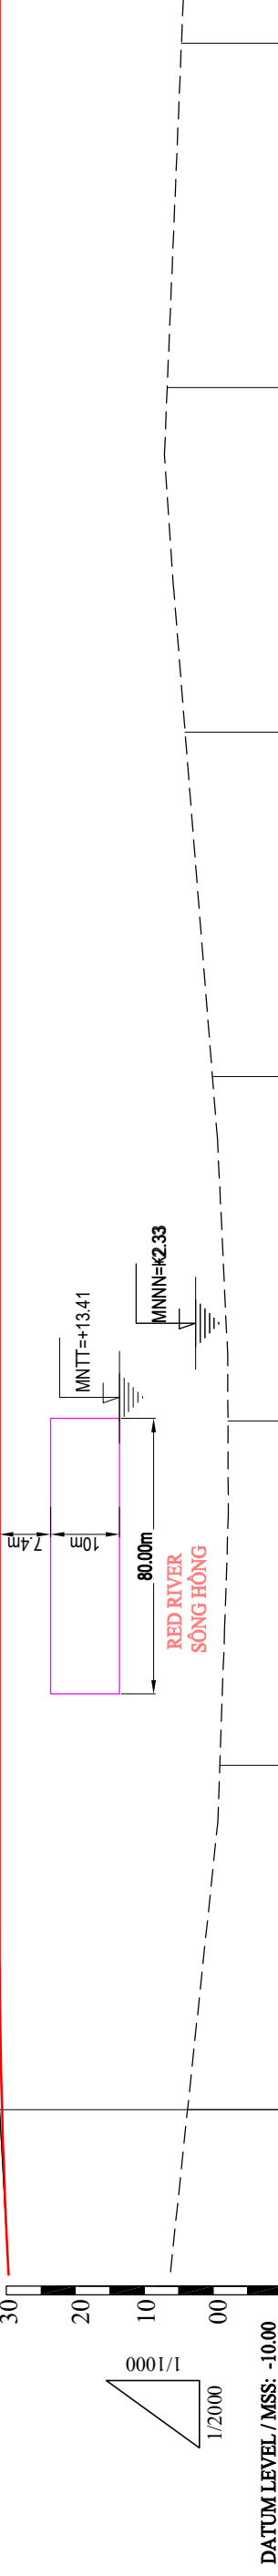 7.4m
10m
MNTT=+13.41
MNNN=+2.33
80.00m
RED RIVER
SÔNG HỒNG
30
20
10
00
1/1000
1/2000
DATUM LEVEL / MSS: -10.00